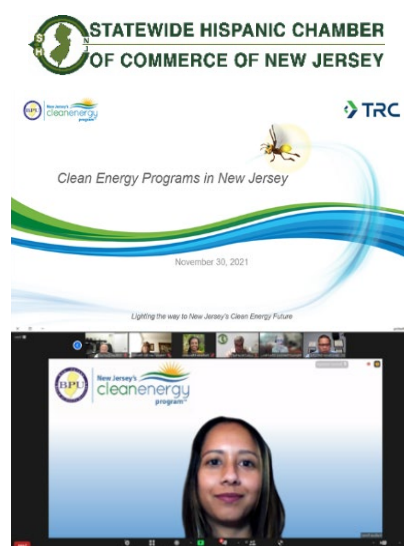 STATEWIDE HISPANIC CHAMBER
OF COMMERCE OF NEW JERSEY
BPU
New Jersey's
cleanenergy
program
TRC
Clean Energy Programs in New Jersey
November 30, 2021
Lighting the way to New Jersey's Clean Energy Future
BPU
New Jersey's
cleanenergy
program™